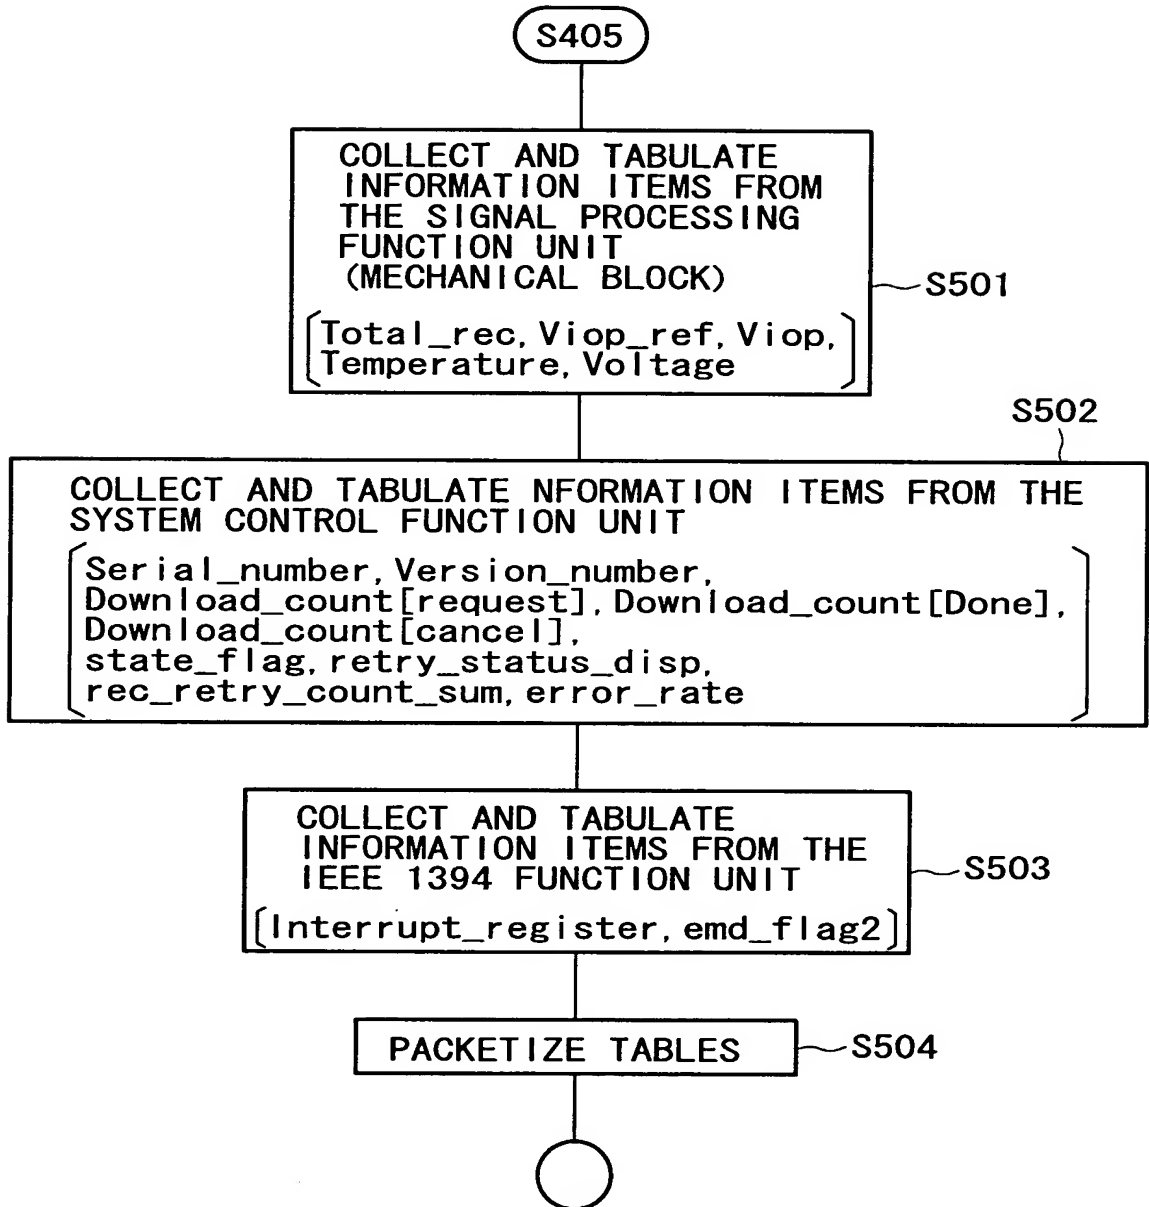 S405
COLLECT AND TABULATE
INFORMATION ITEMS FROM
THE SIGNAL PROCESSING
FUNCTION UNIT
(MECHANICAL BLOCK)
S501
Total_rec, Viop_ref, Viop,
Temperature, Voltage
S502
COLLECT AND TABULATE NFORMATION ITEMS FROM THE
SYSTEM CONTROL FUNCTION UNIT
Serial_number, Version_number,
Download_count[request], Download_count[Done],
Download_count[cancel],
state_flag, retry_status_disp,
rec_retry_count_sum, error_rate
COLLECT AND TABULATE
INFORMATION ITEMS FROM THE
IEEE 1394 FUNCTION UNIT
S503
[Interrupt_register, emd_flag2]
PACKETIZE TABLES
S504